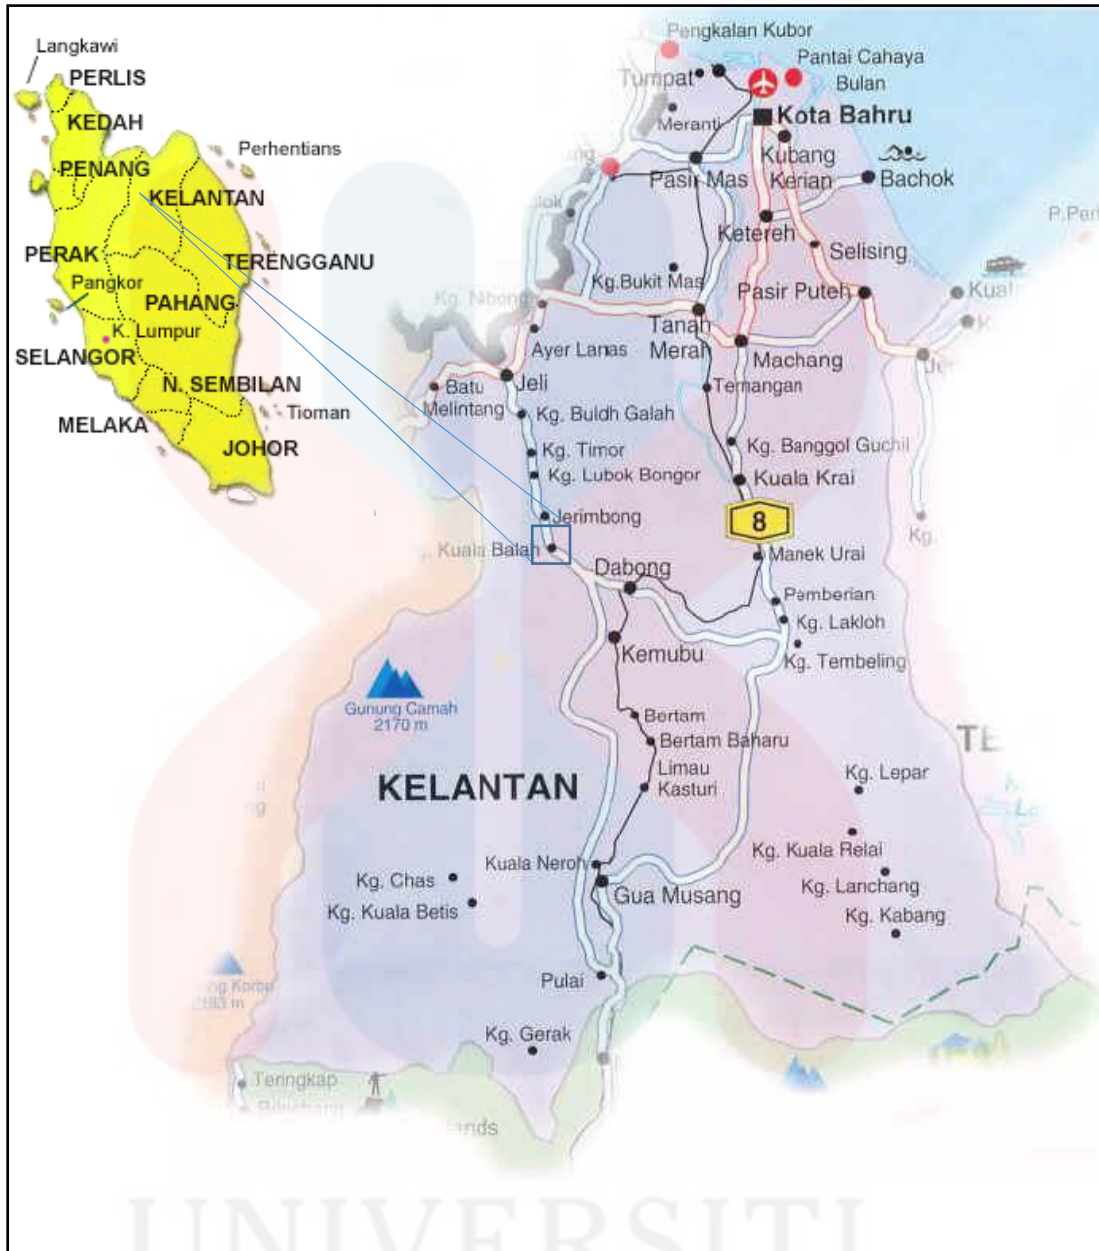 Langkawi
PERLIS
KEDAH
PENANG
Perhentians
KELANTAN
PERAK
TERENGGANU
Pangkor
PAHANG
K. Lumpur
SELANGOR
N. SEMBILAN
Tioman
MELAKA
JOHOR
Pengkalan Kubor
Pantai Cahaya
Bulan
Tumpat
Meranti
Kota Bahru
Kubang
Kerian
Pasir Mas
Bachok
Ketereh
Selising
Kg.Bukit Mas
Pasir Puteh
Kg. Nibong
Tanah
Merah
Ayer Lanas
Machang
Jeli
Batu
Melintang
Temangan
Kg. Buldh Galah
Kg. Timor
Kg. Banggol Guchil
Kg. Lubok Bongor
Kuala Krai
Jerimbong
8
Kg.
Kuala Balah
Manek Urai
Dabong
Pemberian
Kg. Lakloh
Kemubu
Kg. Tembeling
Gunung Camah
2170 m
Bertam
Bertam Baharu
TE
Limau
Kasturi
KELANTAN
Kg. Lepar
Kuala Neroh
Kg. Kuala Relai
Kg. Chas
Gua Musang
Kg. Lanchang
Kg. Kuala Betis
Kg. Kabang
Pulai
Kg. Gerak
Teringkap
UNIVERSITI